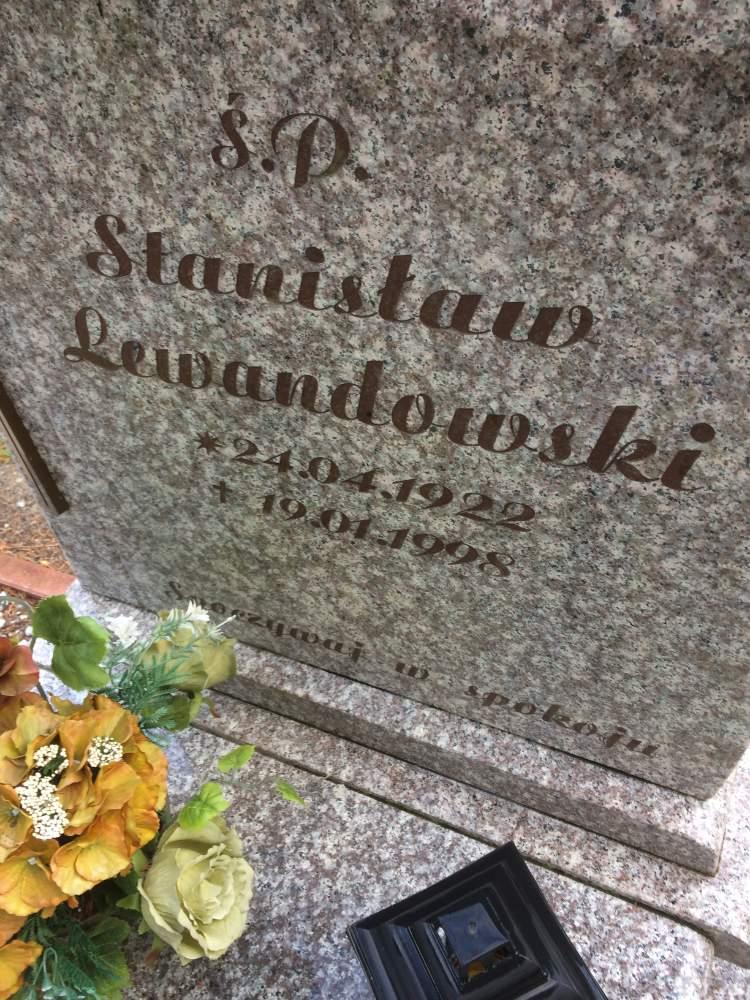 ś.P.
Stanisław
Lewandowski
*24.04.1922
✝ 19.01.1998
Spoczywaj w spokoju